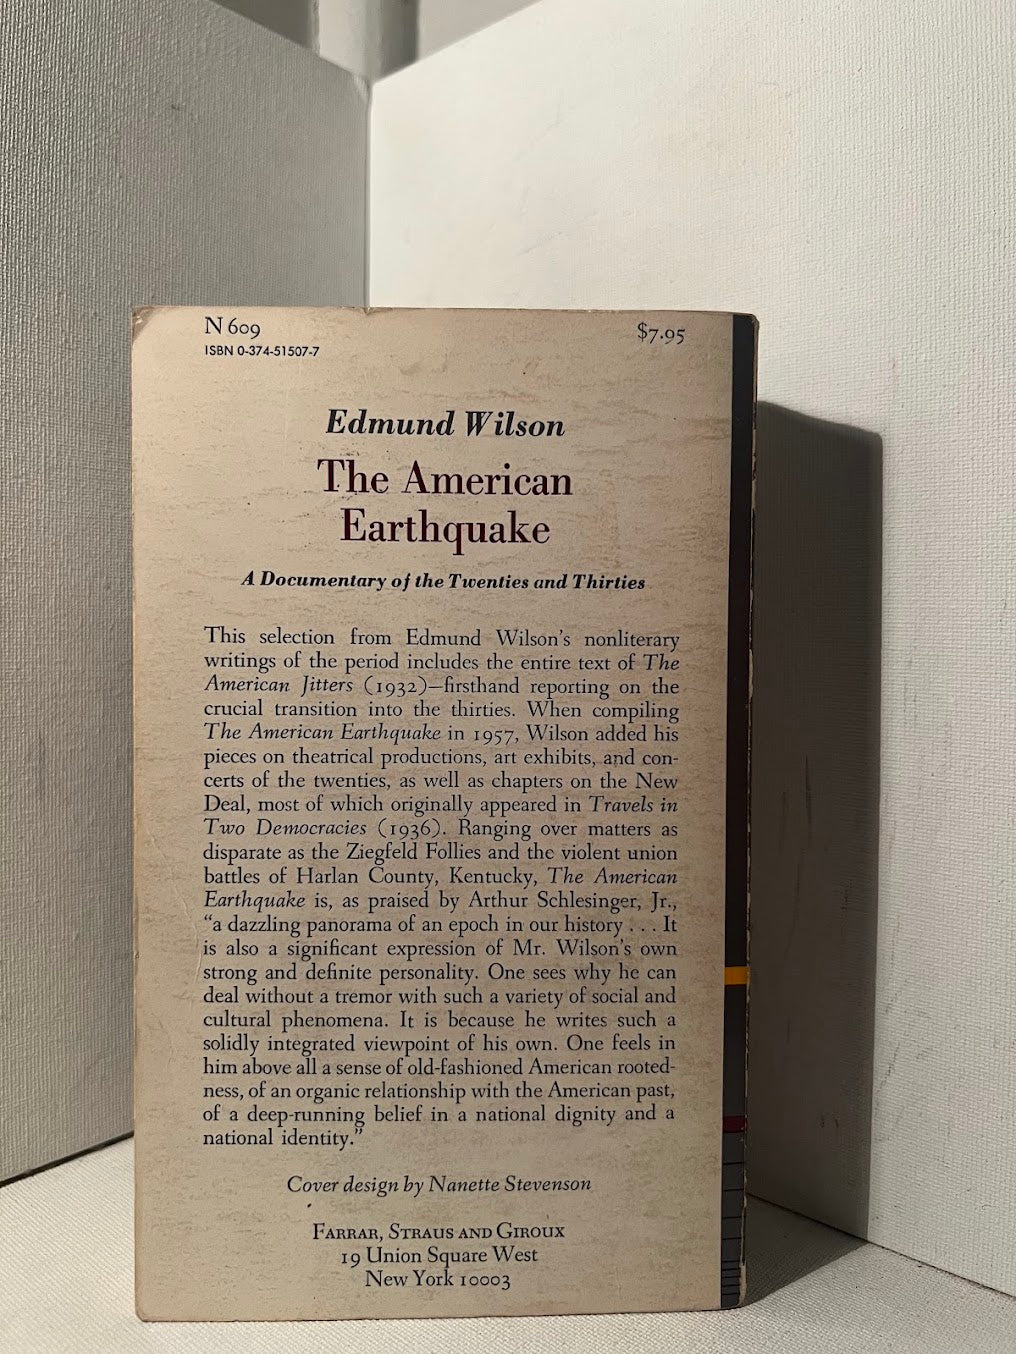 N 609
$7.95
ISBN 0-374-51507-7
Edmund Wilson
The American
Earthquake
A Documentary of the Twenties and Thirties
This selection from Edmund Wilson's nonliterary
writings of the period includes the entire text of The
American Jitters (1932)—firsthand reporting on the
crucial transition into the thirties. When compiling
The American Earthquake in 1957, Wilson added his
pieces on theatrical productions, art exhibits, and con-
certs of the twenties, as well as chapters on the New
Deal, most of which originally appeared in Travels in
Two Democracies (1936). Ranging over matters as
disparate as the Ziegfeld Follies and the violent union
battles of Harlan County, Kentucky, The American
Earthquake is, as praised by Arthur Schlesinger, Jr.,
“a dazzling panorama of an epoch in our history . . . It
is also a significant expression of Mr. Wilson's own
strong and definite personality. One sees why he can
deal without a tremor with such a variety of social and
cultural phenomena. It is because he writes such a
solidly integrated viewpoint of his own. One feels in
him above all a sense of old-fashioned American rooted-
ness, of an organic relationship with the American past,
of a deep-running belief in a national dignity and a
national identity.”
Cover design by Nanette Stevenson
FARRAR, STRAUS AND GIROUX
19 Union Square West
New York 10003